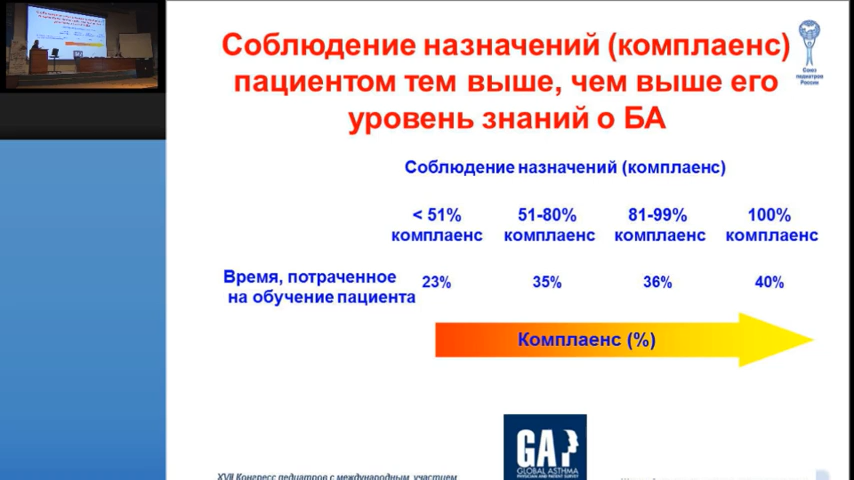 Соблюдение назначений (комплаенс)
пациентом тем выше, чем выше его
уровень знаний о БА
Союз
педиатров
России
Соблюдение назначений (комплаенс)
< 51% 51-80% 81-99% 100%
комплаенс комплаенс комплаенс комплаенс
Время, потраченное
на обучение пациента
23% 35% 36% 40%
Комплаенс (%)
GAP
GLOBAL ASTHMA
PHYSICIAN AND PATIENT SURVEY
XVII Конгресс педиатров с международным участием